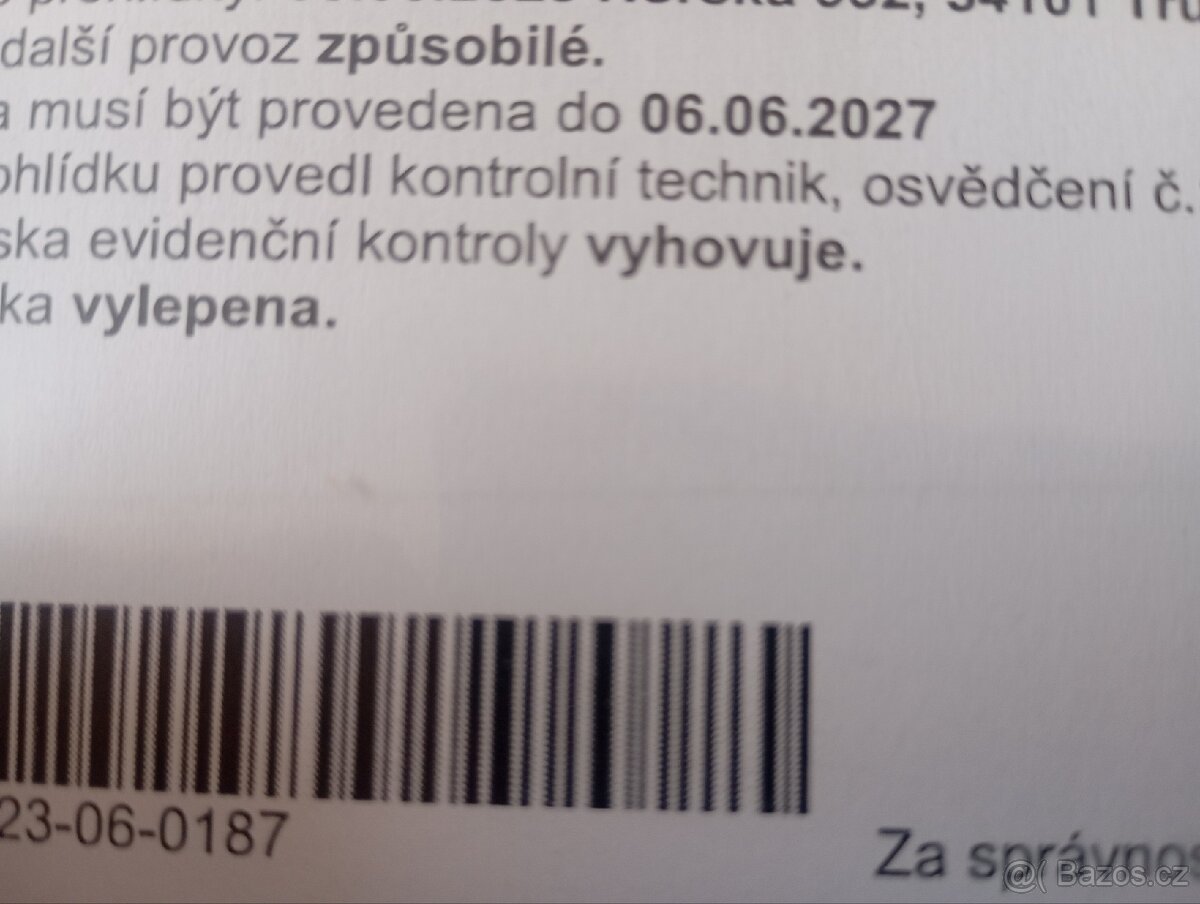 další provoz způsobilé.
musí být provedena do 06.06.2027
ohlídku provedl kontrolní technik, osvědčení č.
ska evidenční kontroly vyhovuje.
ka vylepena.
23-06-0187
Za správnos
@( Bazos.cz